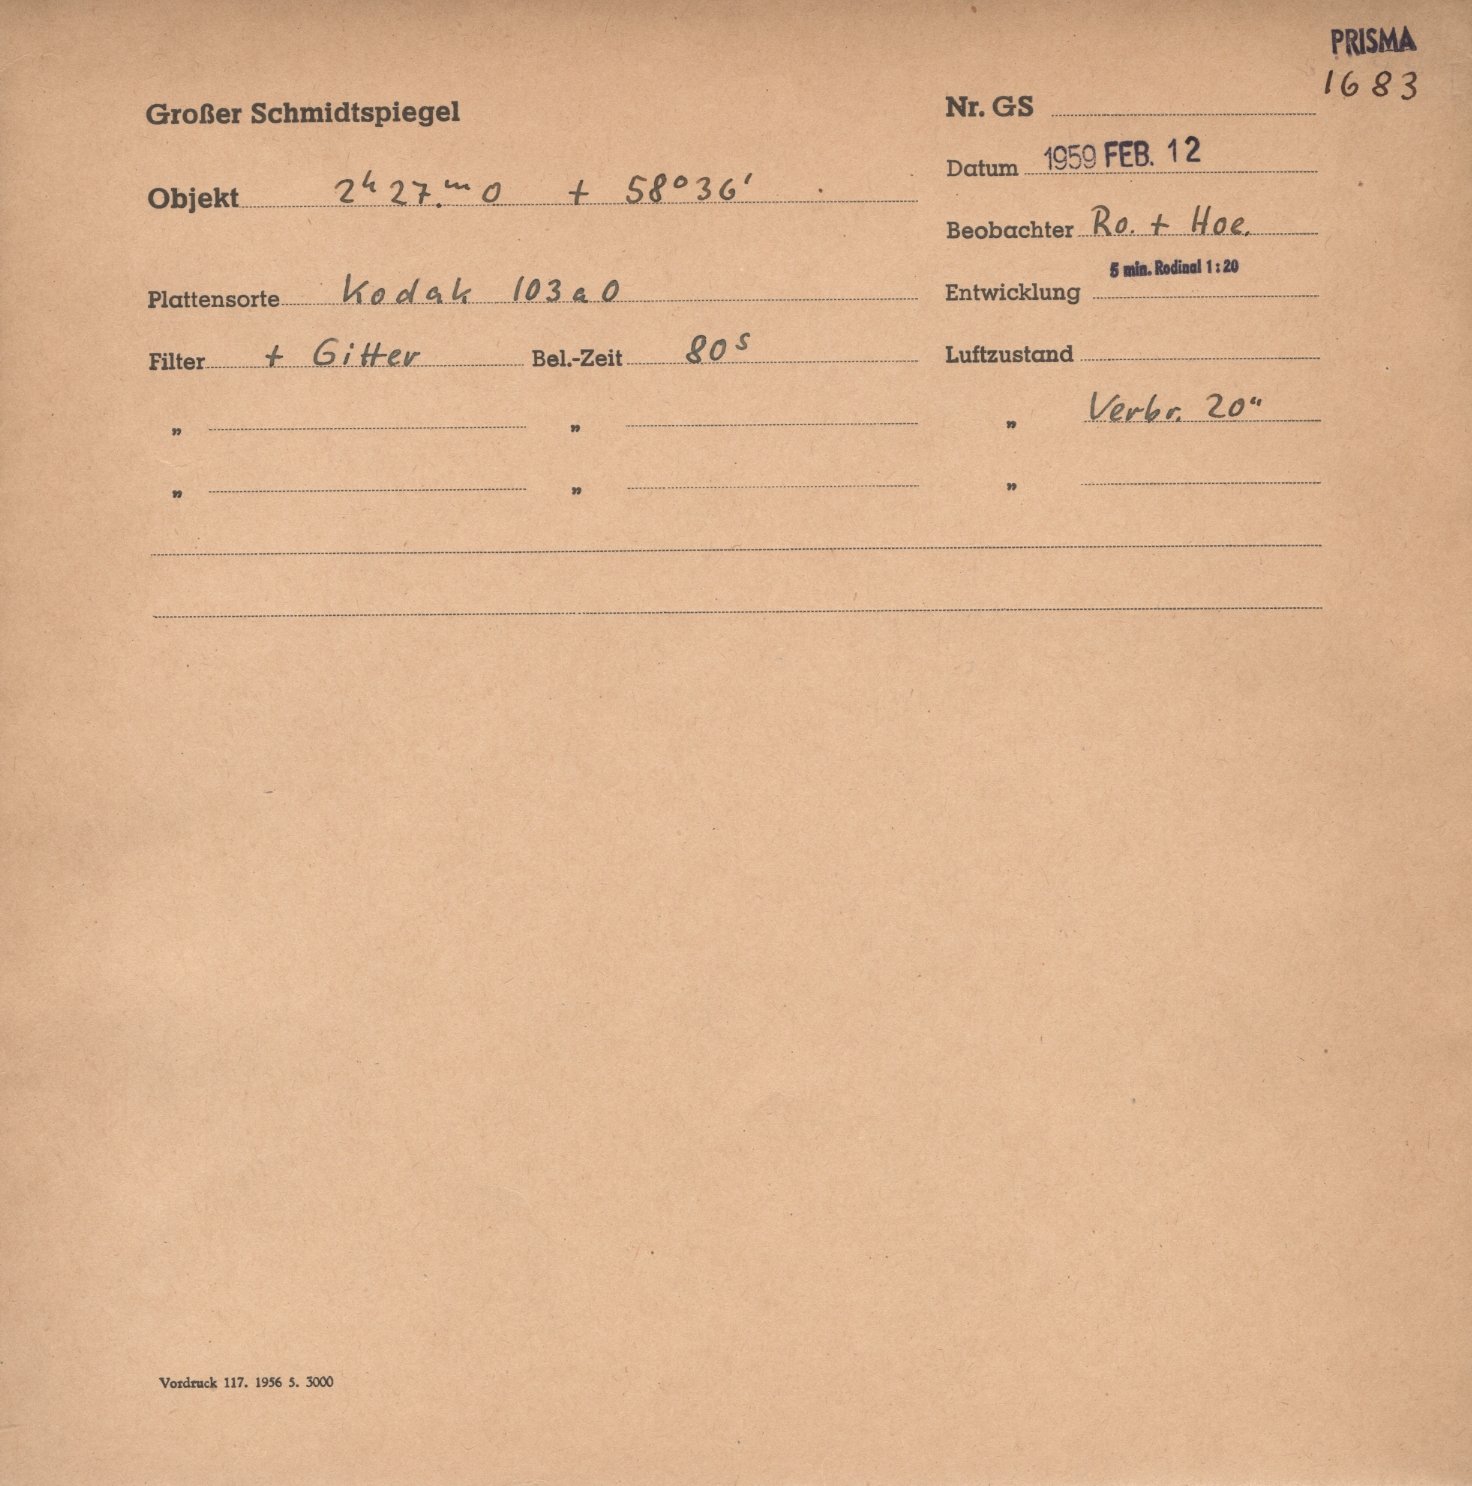 PRISMA
1683
Großer Schmidtspiegel
Nr. GS
Datum 1959 FEB. 12
Objekt 2ʰ 27.ᵐ0 + 58°36'
Beobachter Ro. + Hoe.
5 min. Rodinal 1:20
Plattensorte Kodak 103a0
Entwicklung
Filter + Gitter Bel.-Zeit 80ˢ
Luftzustand
„ „ „ Verbr. 20"
„ „ „
Vordruck 117. 1956 5. 3000